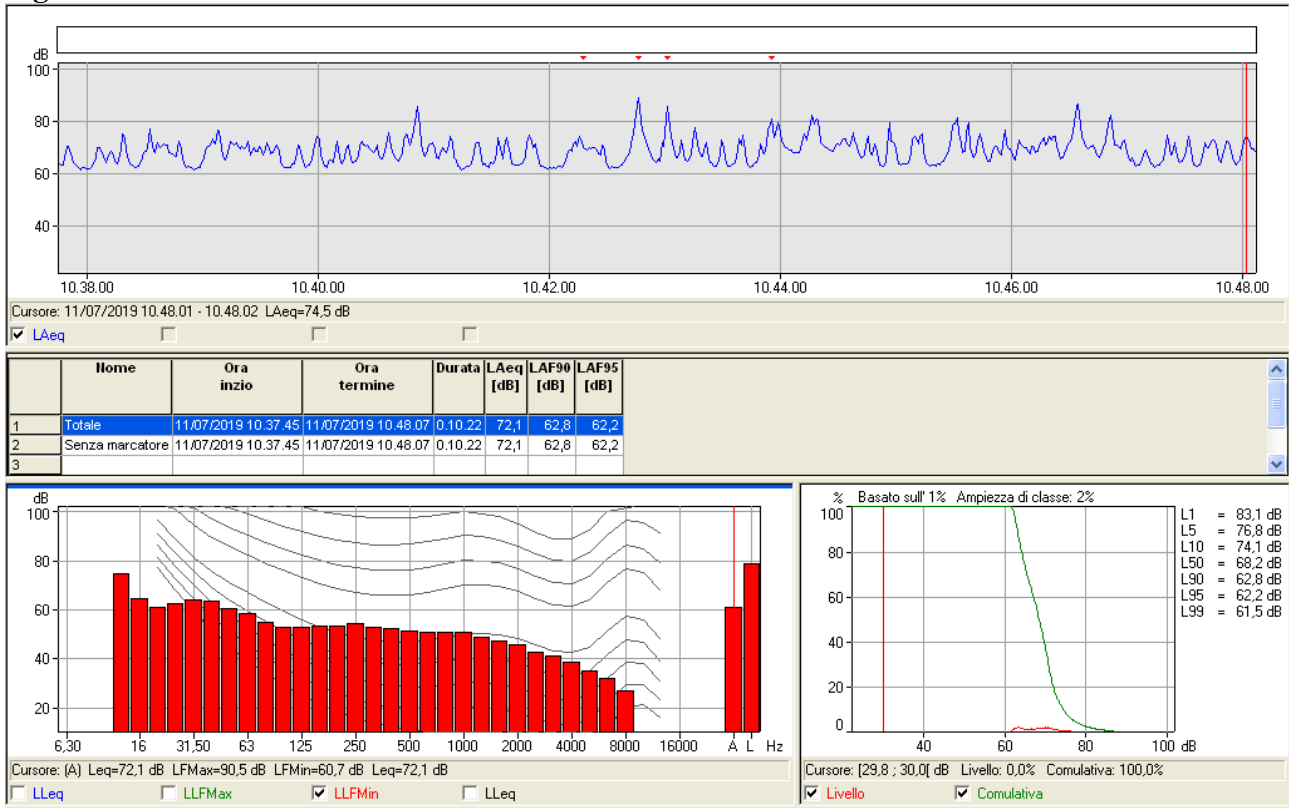 dB
100
80
60
40
10.38.00 10.40.00 10.42.00 10.44.00 10.46.00 10.48.00
Cursore: 11/07/2019 10.48.01 - 10.48.02 LAeq=74,5 dB
LAeq
Nome Ora inzio Ora termine Durata LAeq [dB] LAF90 [dB] LAF95 [dB]
1 Totale 11/07/2019 10.37.45 11/07/2019 10.48.07 0.10.22 72,1 62,8 62,2
2 Senza marcatore 11/07/2019 10.37.45 11/07/2019 10.48.07 0.10.22 72,1 62,8 62,2
3
dB
100
80
60
40
20
6,30 16 31,50 63 125 250 500 1000 2000 4000 8000 16000 A L Hz
Cursore: (A) Leq=72,1 dB LFMax=90,5 dB LFMin=60,7 dB Leq=72,1 dB
LLeq LLFMax LLFMin LLeq
% Basato sull' 1% Ampiezza di classe: 2%
100
80
60
40
20
0
40 60 80 100 dB
L1 = 83,1 dB
L5 = 76,8 dB
L10 = 74,1 dB
L50 = 68,2 dB
L90 = 62,8 dB
L95 = 62,2 dB
L99 = 61,5 dB
Cursore: [29,8 ; 30,0[ dB Livello: 0,0% Comulativa: 100,0%
Livello Comulativa